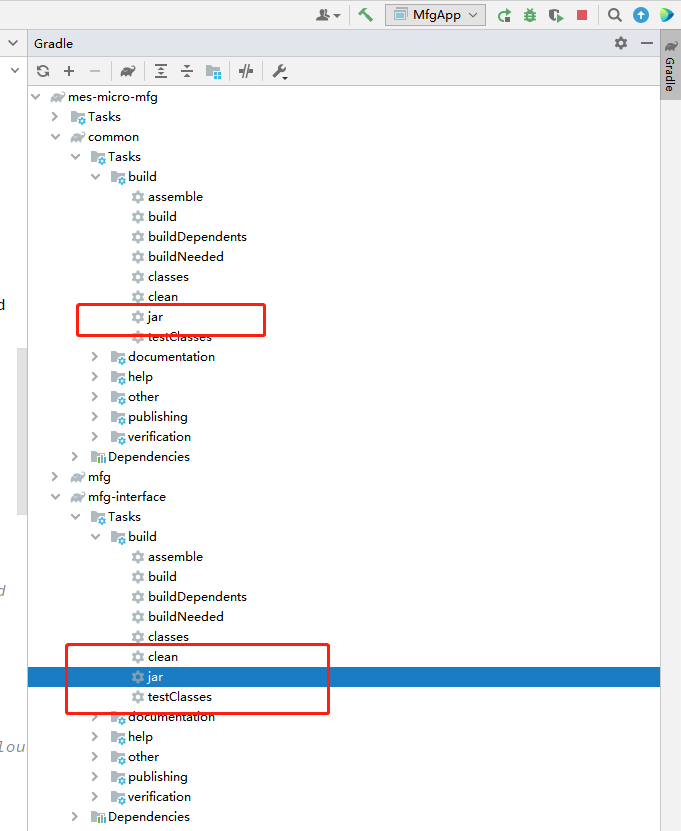 MfgApp
Gradle
Gradle
mes-micro-mfg
Tasks
common
Tasks
build
assemble
build
buildDependents
buildNeeded
classes
clean
jar
testClasses
documentation
help
other
publishing
verification
Dependencies
mfg
mfg-interface
Tasks
build
assemble
build
buildDependents
buildNeeded
classes
clean
jar
testClasses
documentation
help
other
publishing
verification
Dependencies
d
d
lou